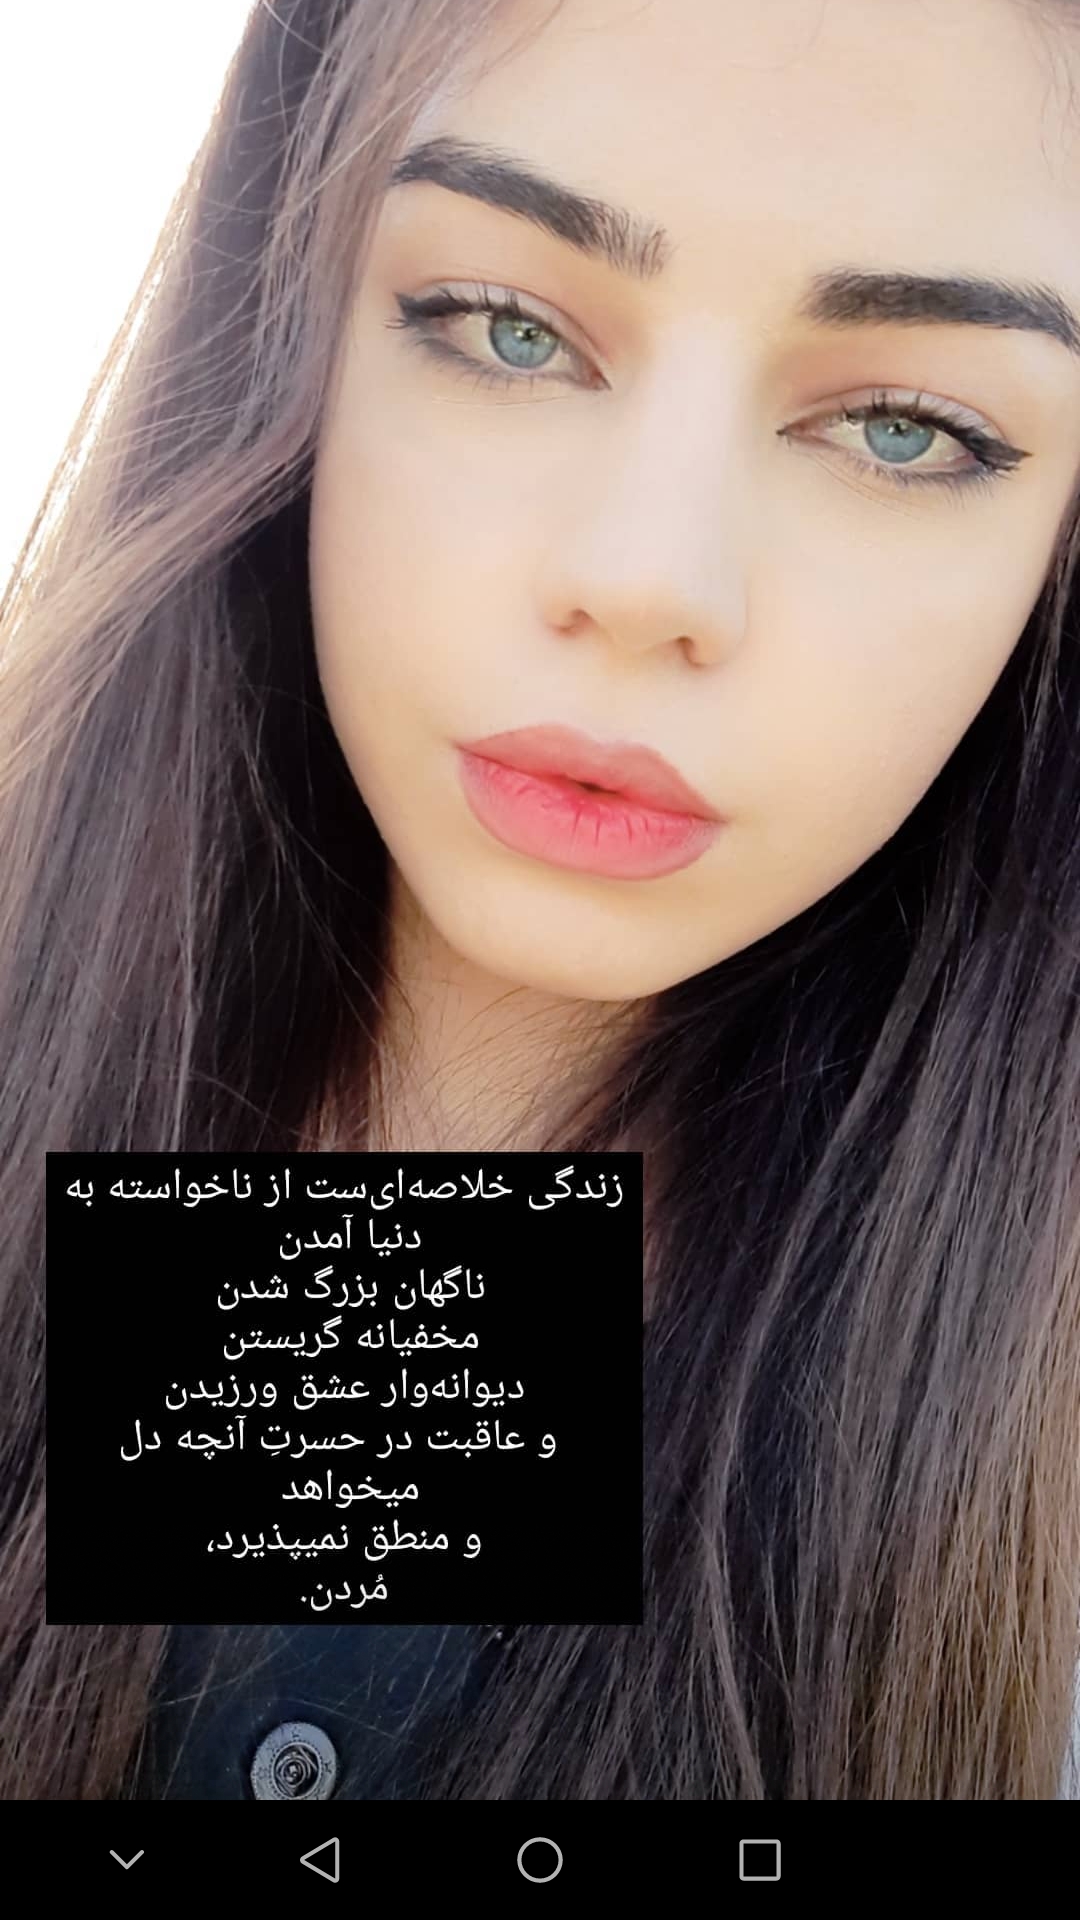 زندگی خلاصه‌ای‌ست از ناخواسته به
دنیا آمدن
ناگهان بزرگ شدن
مخفیانه گریستن
دیوانه‌وار عشق ورزیدن
و عاقبت در حسرتِ آنچه دل
میخواهد
و منطق نمیپذیرد،
مُردن.